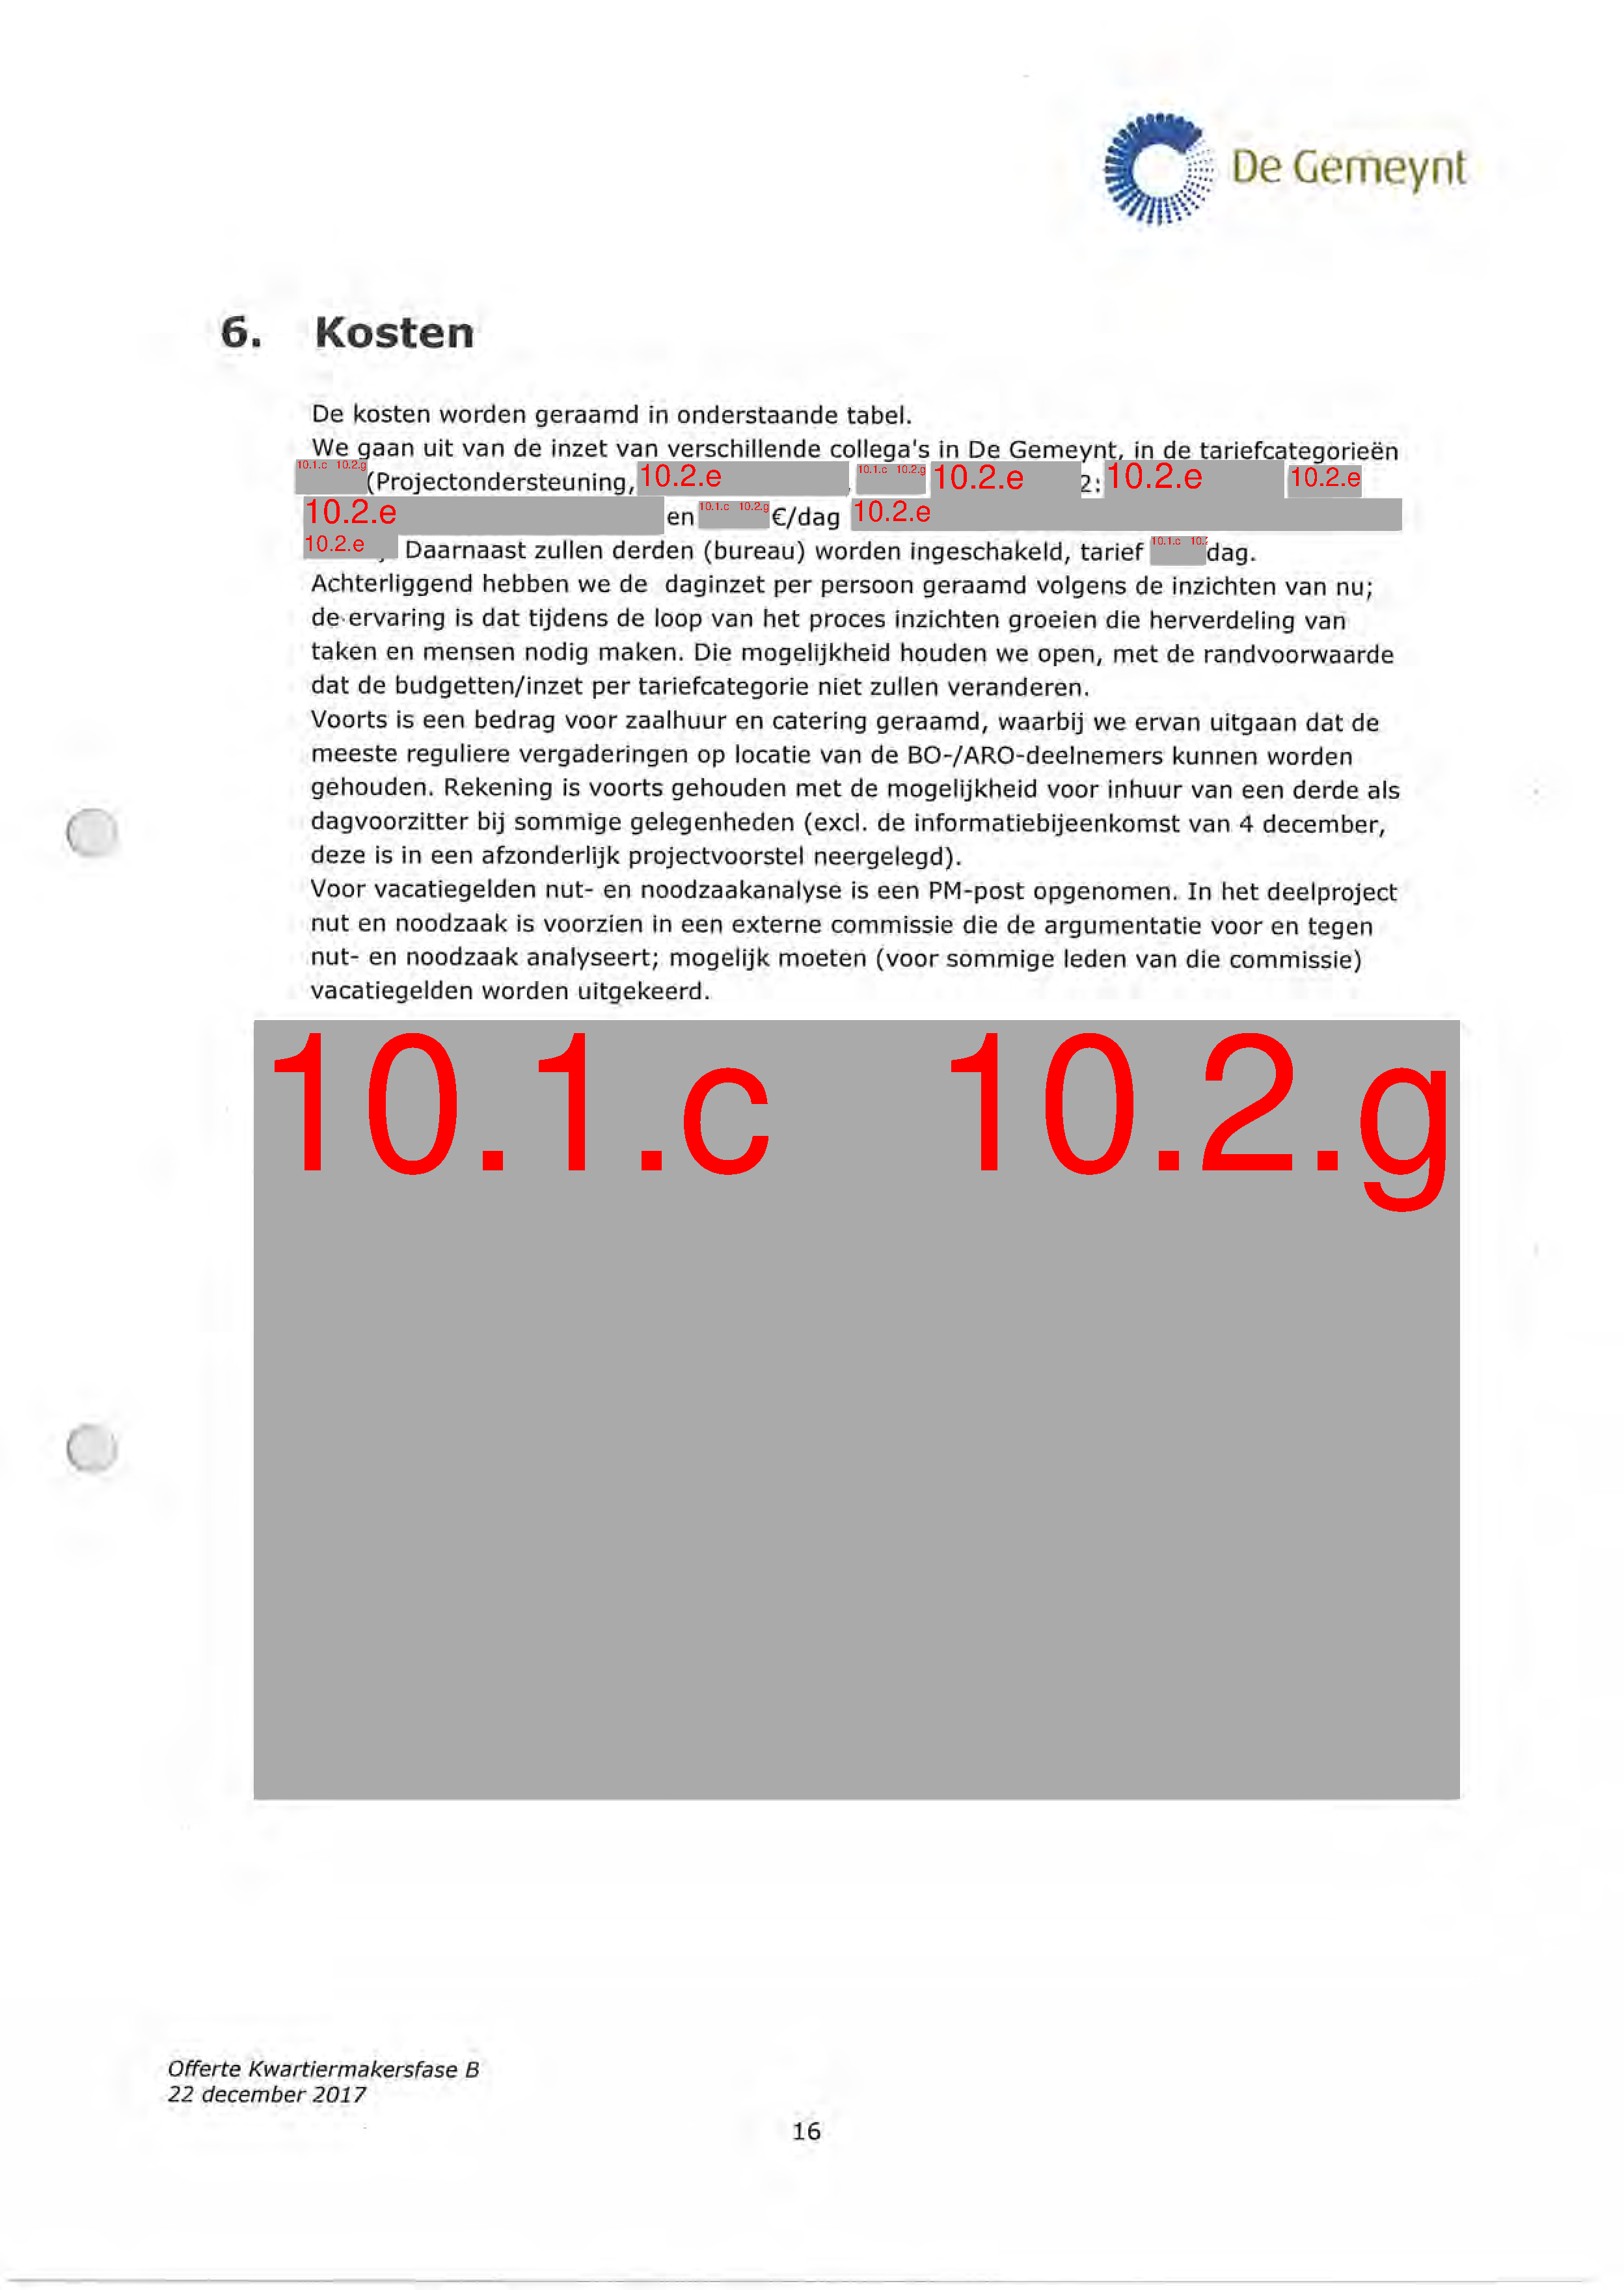 De Gemeynt
6. Kosten
De kosten worden geraamd in onderstaande tabel.
We gaan uit van de inzet van verschillende collega's in De Gemeynt, in de tariefcategorieën
10.1.c 10.2.g (Projectondersteuning, 10.2.e , 10.1.c 10.2.g 10.2.e 2: 10.2.e 10.2.e
10.2.e en 10.1.c 10.2.g €/dag 10.2.e
10.2.e Daarnaast zullen derden (bureau) worden ingeschakeld, tarief 10.1.c dag.
Achterliggend hebben we de daginzet per persoon geraamd volgens de inzichten van nu;
de ervaring is dat tijdens de loop van het proces inzichten groeien die herverdeling van
taken en mensen nodig maken. Die mogelijkheid houden we open, met de randvoorwaarde
dat de budgetten/inzet per tariefcategorie niet zullen veranderen.
Voorts is een bedrag voor zaalhuur en catering geraamd, waarbij we ervan uitgaan dat de
meeste reguliere vergaderingen op locatie van de BO-/ARO-deelnemers kunnen worden
gehouden. Rekening is voorts gehouden met de mogelijkheid voor inhuur van een derde als
dagvoorzitter bij sommige gelegenheden (excl. de informatiebijeenkomst van 4 december,
deze is in een afzonderlijk projectvoorstel neergelegd).
Voor vacatiegelden nut- en noodzaakanalyse is een PM-post opgenomen. In het deelproject
nut en noodzaak is voorzien in een externe commissie die de argumentatie voor en tegen
nut- en noodzaak analyseert; mogelijk moeten (voor sommige leden van die commissie)
vacatiegelden worden uitgekeerd.
10.1.c 10.2.g
Offerte Kwartiermakersfase B
22 december 2017
16